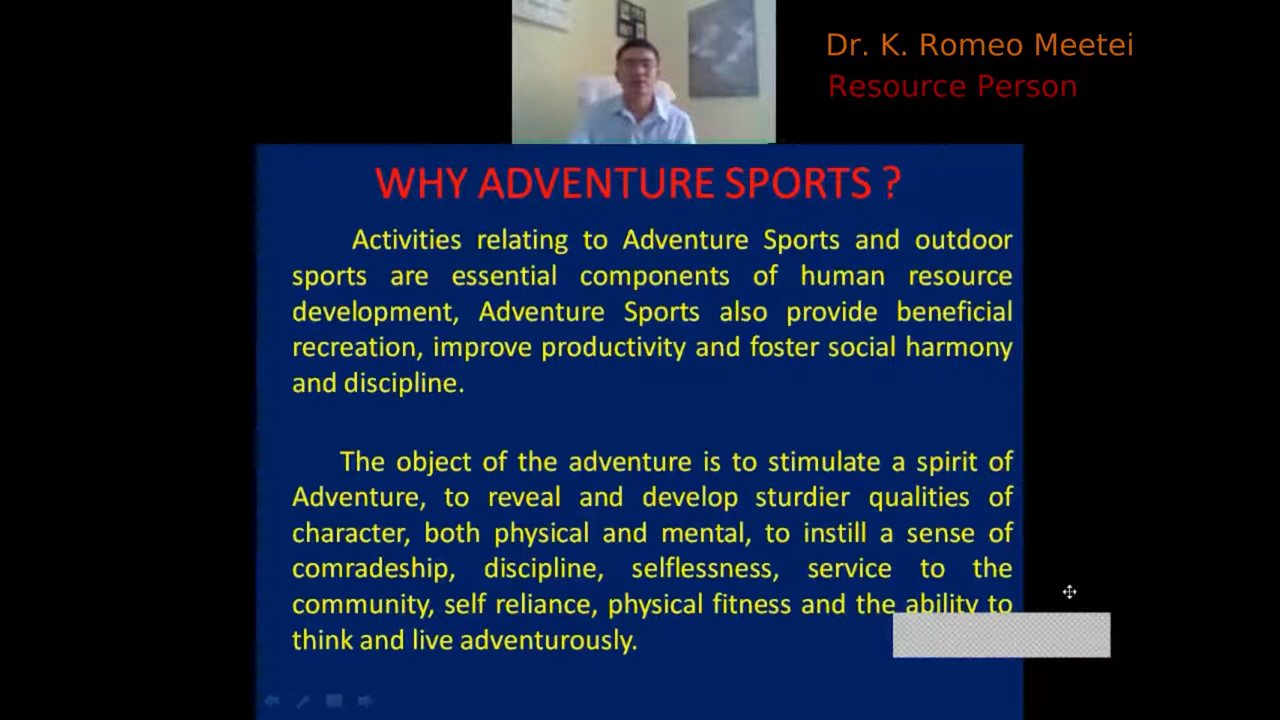 Dr. K. Romeo Meetei
Resource Person
WHY ADVENTURE SPORTS ?
Activities relating to Adventure Sports and outdoor
sports are essential components of human resource
development, Adventure Sports also provide beneficial
recreation, improve productivity and foster social harmony
and discipline.
The object of the adventure is to stimulate a spirit of
Adventure, to reveal and develop sturdier qualities of
character, both physical and mental, to instill a sense of
comradeship, discipline, selflessness, service to the
community, self reliance, physical fitness and the ability to
think and live adventurously.